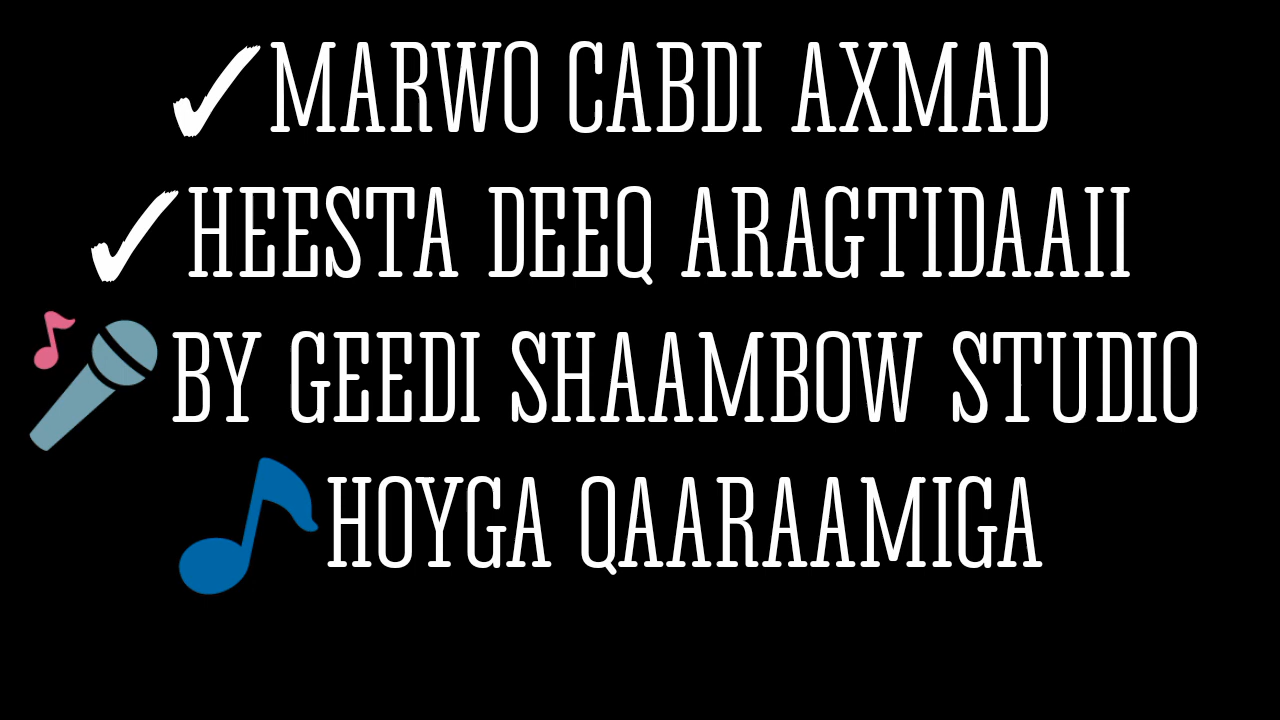 ✔MARWO CABDI AXMAD
✔HEESTA DEEQ ARAGTIDAAII
🎤BY GEEDI SHAAMBOW STUDIO
🎵HOYGA QAARAAMIGA